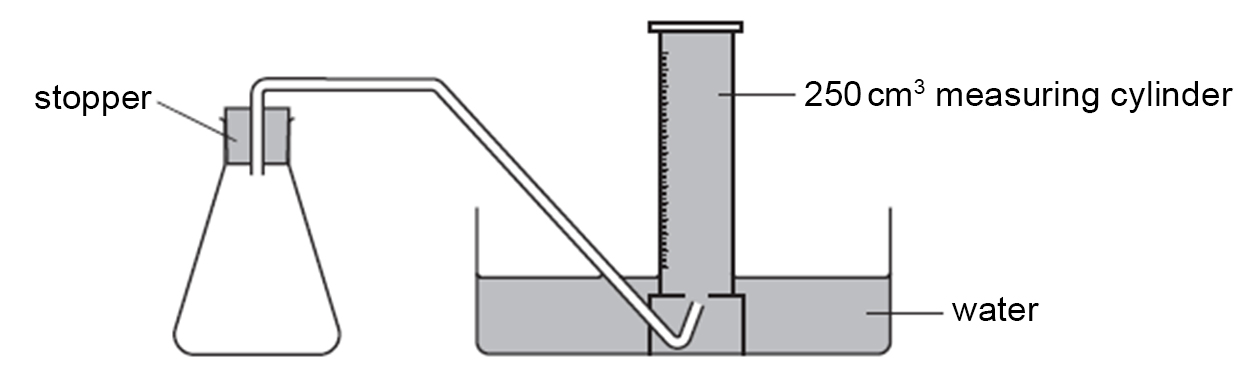 stopper
250 cm³ measuring cylinder
water